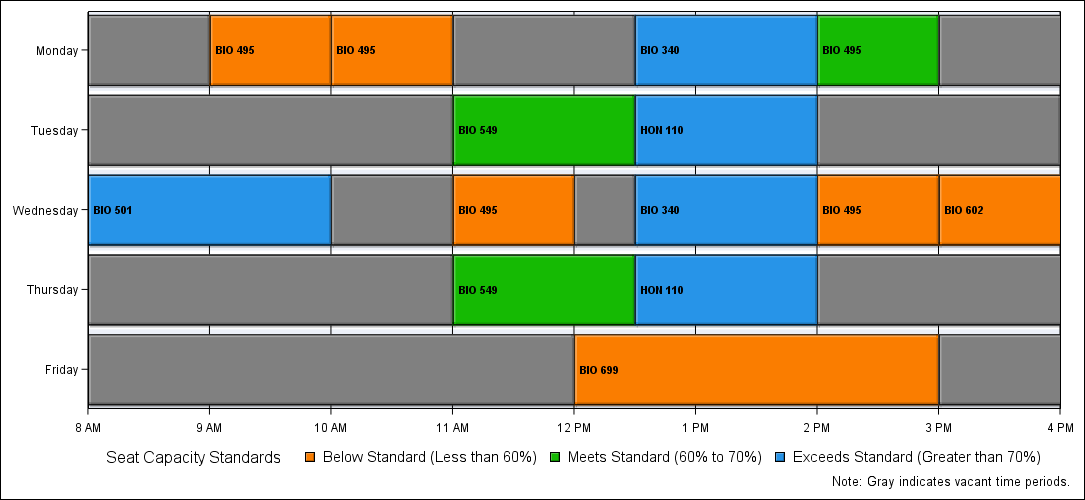 Monday
BIO 495
BIO 495
BIO 340
BIO 495
Tuesday
BIO 549
HON 110
Wednesday
BIO 501
BIO 495
BIO 340
BIO 495
BIO 602
Thursday
BIO 549
HON 110
Friday
BIO 699
8 AM 9 AM 10 AM 11 AM 12 PM 1 PM 2 PM 3 PM 4 PM
Seat Capacity Standards Below Standard (Less than 60%) Meets Standard (60% to 70%) Exceeds Standard (Greater than 70%)
Note: Gray indicates vacant time periods.